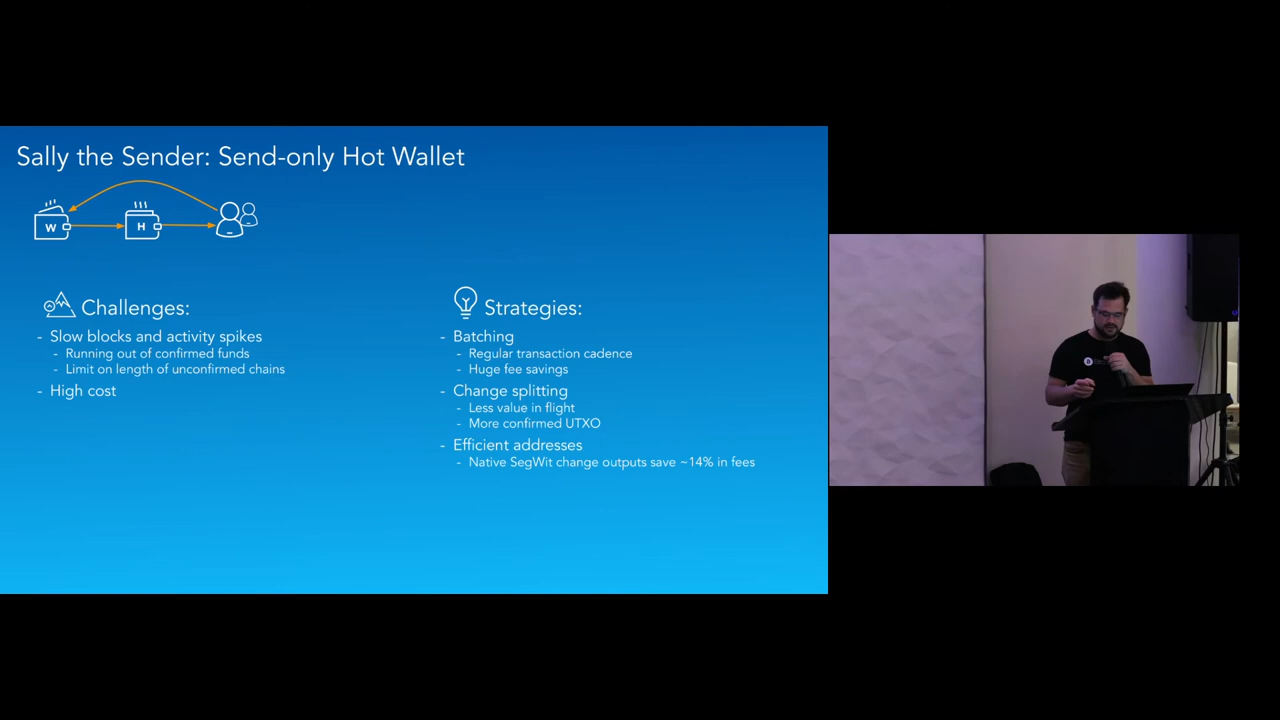 Sally the Sender: Send-only Hot Wallet
W
H
Challenges:
- Slow blocks and activity spikes
- Running out of confirmed funds
- Limit on length of unconfirmed chains
- High cost
Strategies:
- Batching
- Regular transaction cadence
- Huge fee savings
- Change splitting
- Less value in flight
- More confirmed UTXO
- Efficient addresses
- Native SegWit change outputs save ~14% in fees